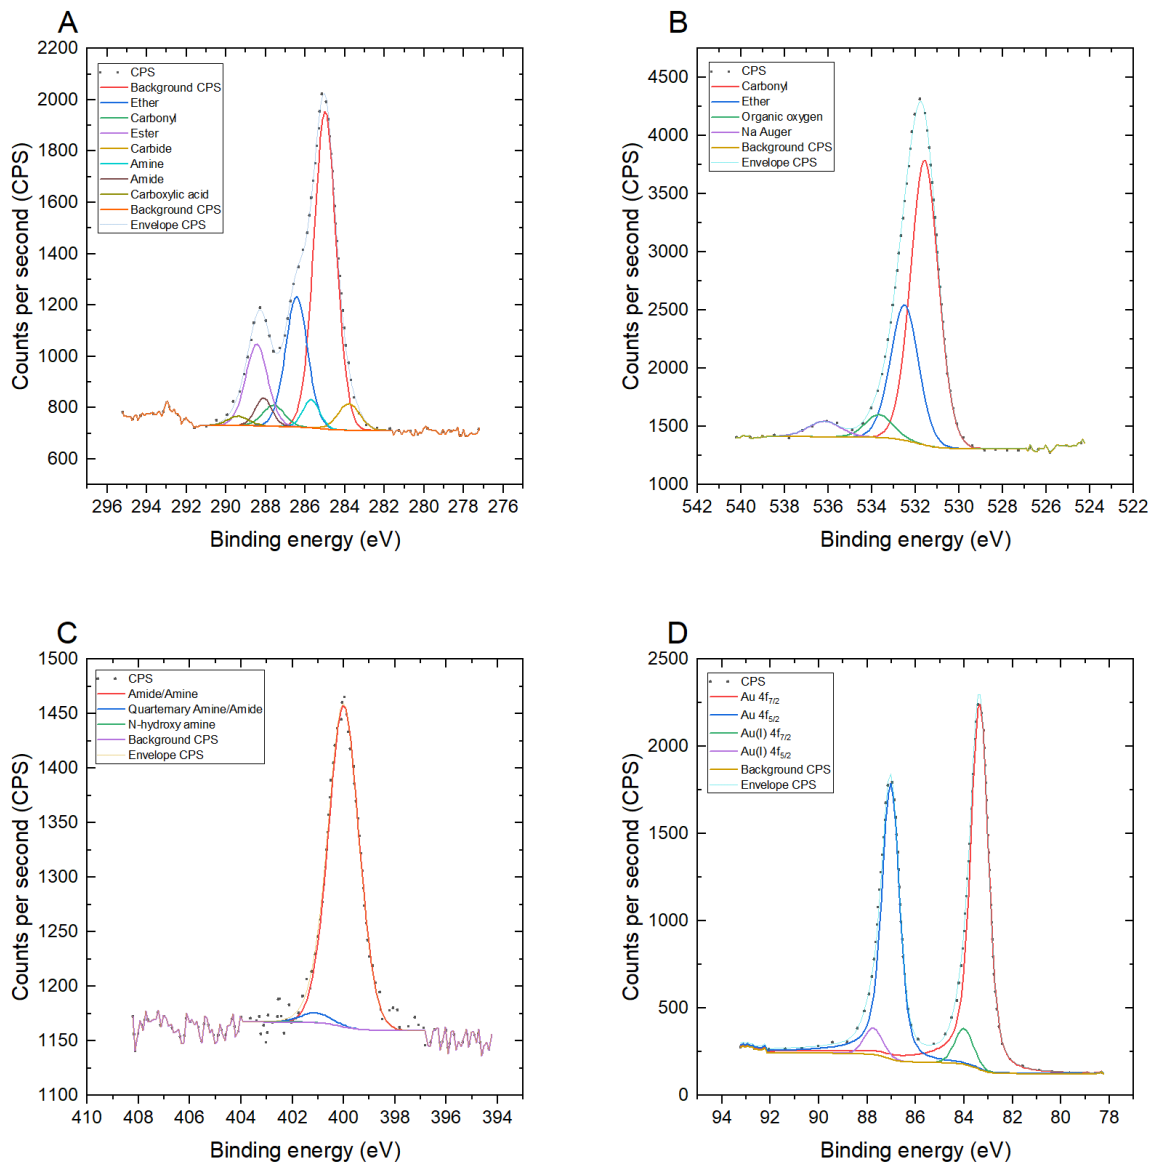 A
2200
2000
1800
1600
1400
1200
1000
800
600
Counts per second (CPS)
CPS
Background CPS
Ether
Carbonyl
Ester
Carbide
Amine
Amide
Carboxylic acid
Background CPS
Envelope CPS
296 294 292 290 288 286 284 282 280 278 276
Binding energy (eV)
B
4500
4000
3500
3000
2500
2000
1500
1000
Counts per second (CPS)
CPS
Carbonyl
Ether
Organic oxygen
Na Auger
Background CPS
Envelope CPS
542 540 538 536 534 532 530 528 526 524 522
Binding energy (eV)
C
1500
1450
1400
1350
1300
1250
1200
1150
1100
Counts per second (CPS)
CPS
Amide/Amine
Quarternary Amine/Amide
N-hydroxy amine
Background CPS
Envelope CPS
410 408 406 404 402 400 398 396 394
Binding energy (eV)
D
2500
2000
1500
1000
500
0
Counts per second (CPS)
CPS
Au 4f7/2
Au 4f5/2
Au(I) 4f7/2
Au(I) 4f5/2
Background CPS
Envelope CPS
94 92 90 88 86 84 82 80 78
Binding energy (eV)